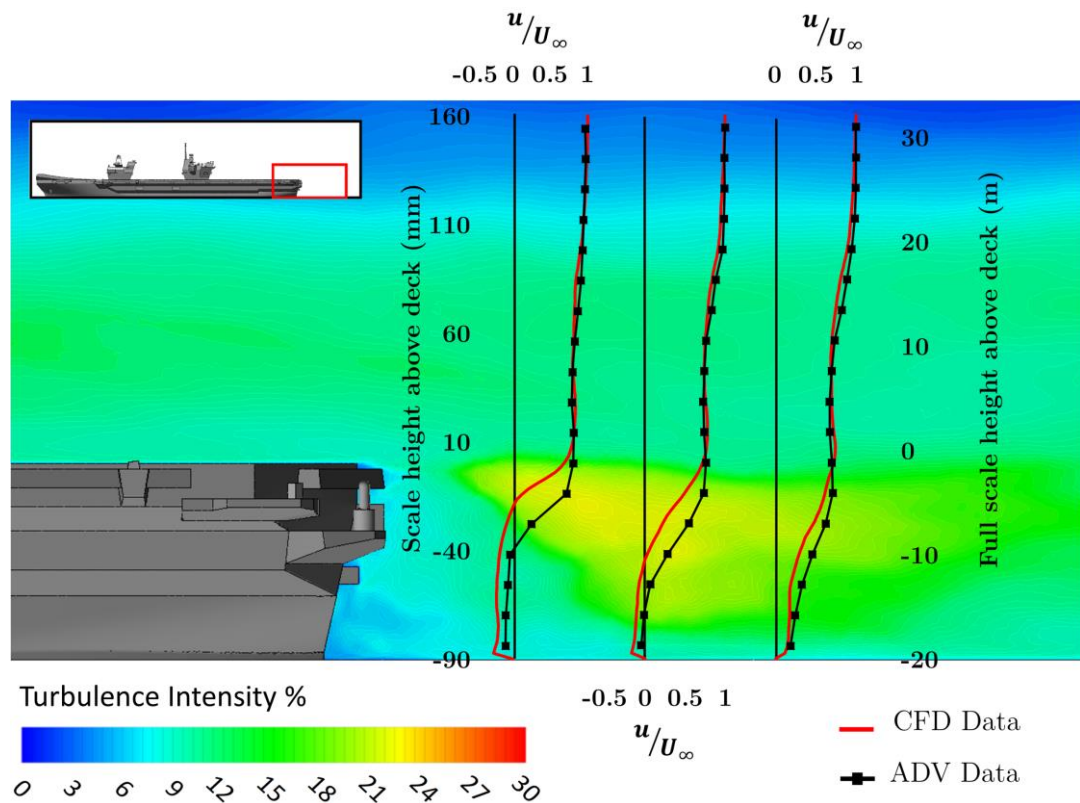 u/U∞ u/U∞
-0.5 0 0.5 1 0 0.5 1
160 30
110 20
60 10
10 0
-40 -10
-90 -20
Scale height above deck (mm)
Full scale height above deck (m)
Turbulence Intensity %
0 3 6 9 12 15 18 21 24 27 30
-0.5 0 0.5 1
u/U∞
CFD Data
ADV Data